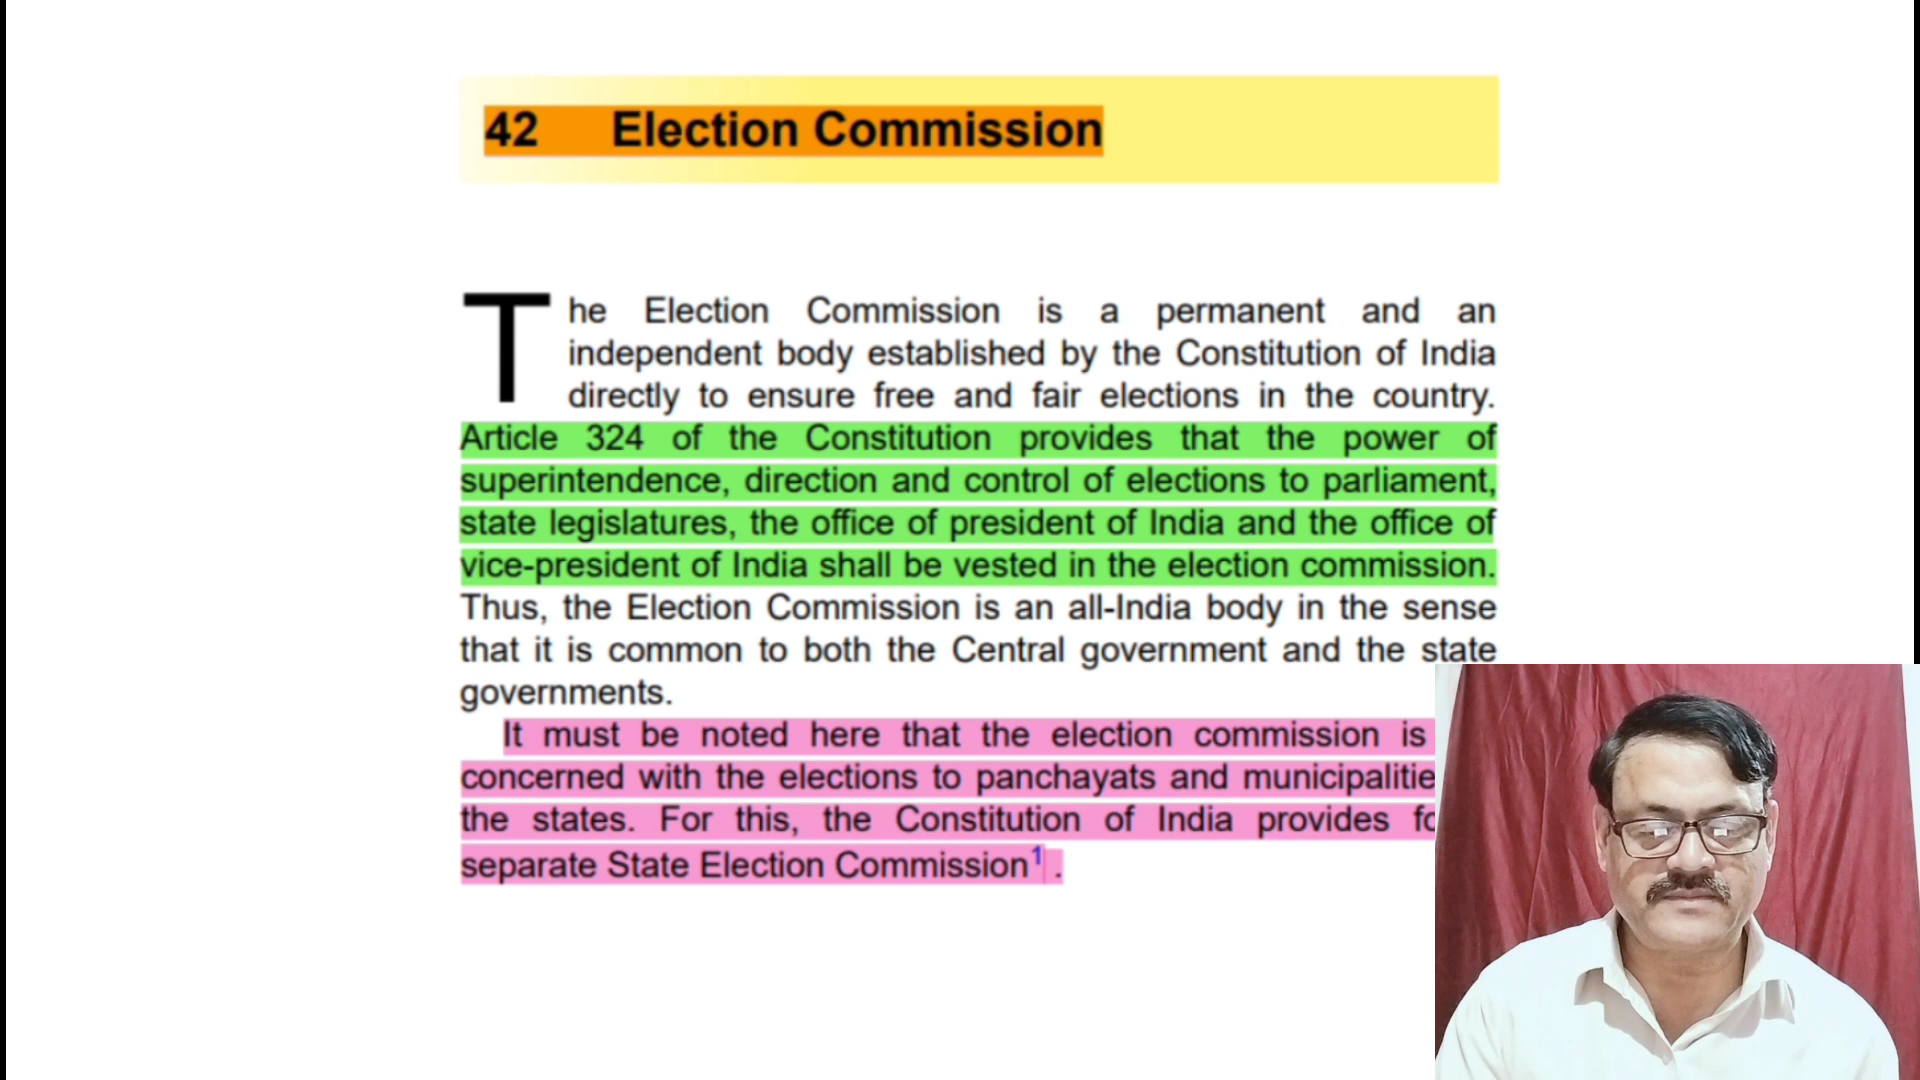 42 Election Commission
The Election Commission is a permanent and an
independent body established by the Constitution of India
directly to ensure free and fair elections in the country.
Article 324 of the Constitution provides that the power of
superintendence, direction and control of elections to parliament,
state legislatures, the office of president of India and the office of
vice-president of India shall be vested in the election commission.
Thus, the Election Commission is an all-India body in the sense
that it is common to both the Central government and the state
governments.
It must be noted here that the election commission is
concerned with the elections to panchayats and municipalitie
the states. For this, the Constitution of India provides
separate State Election Commission1 .